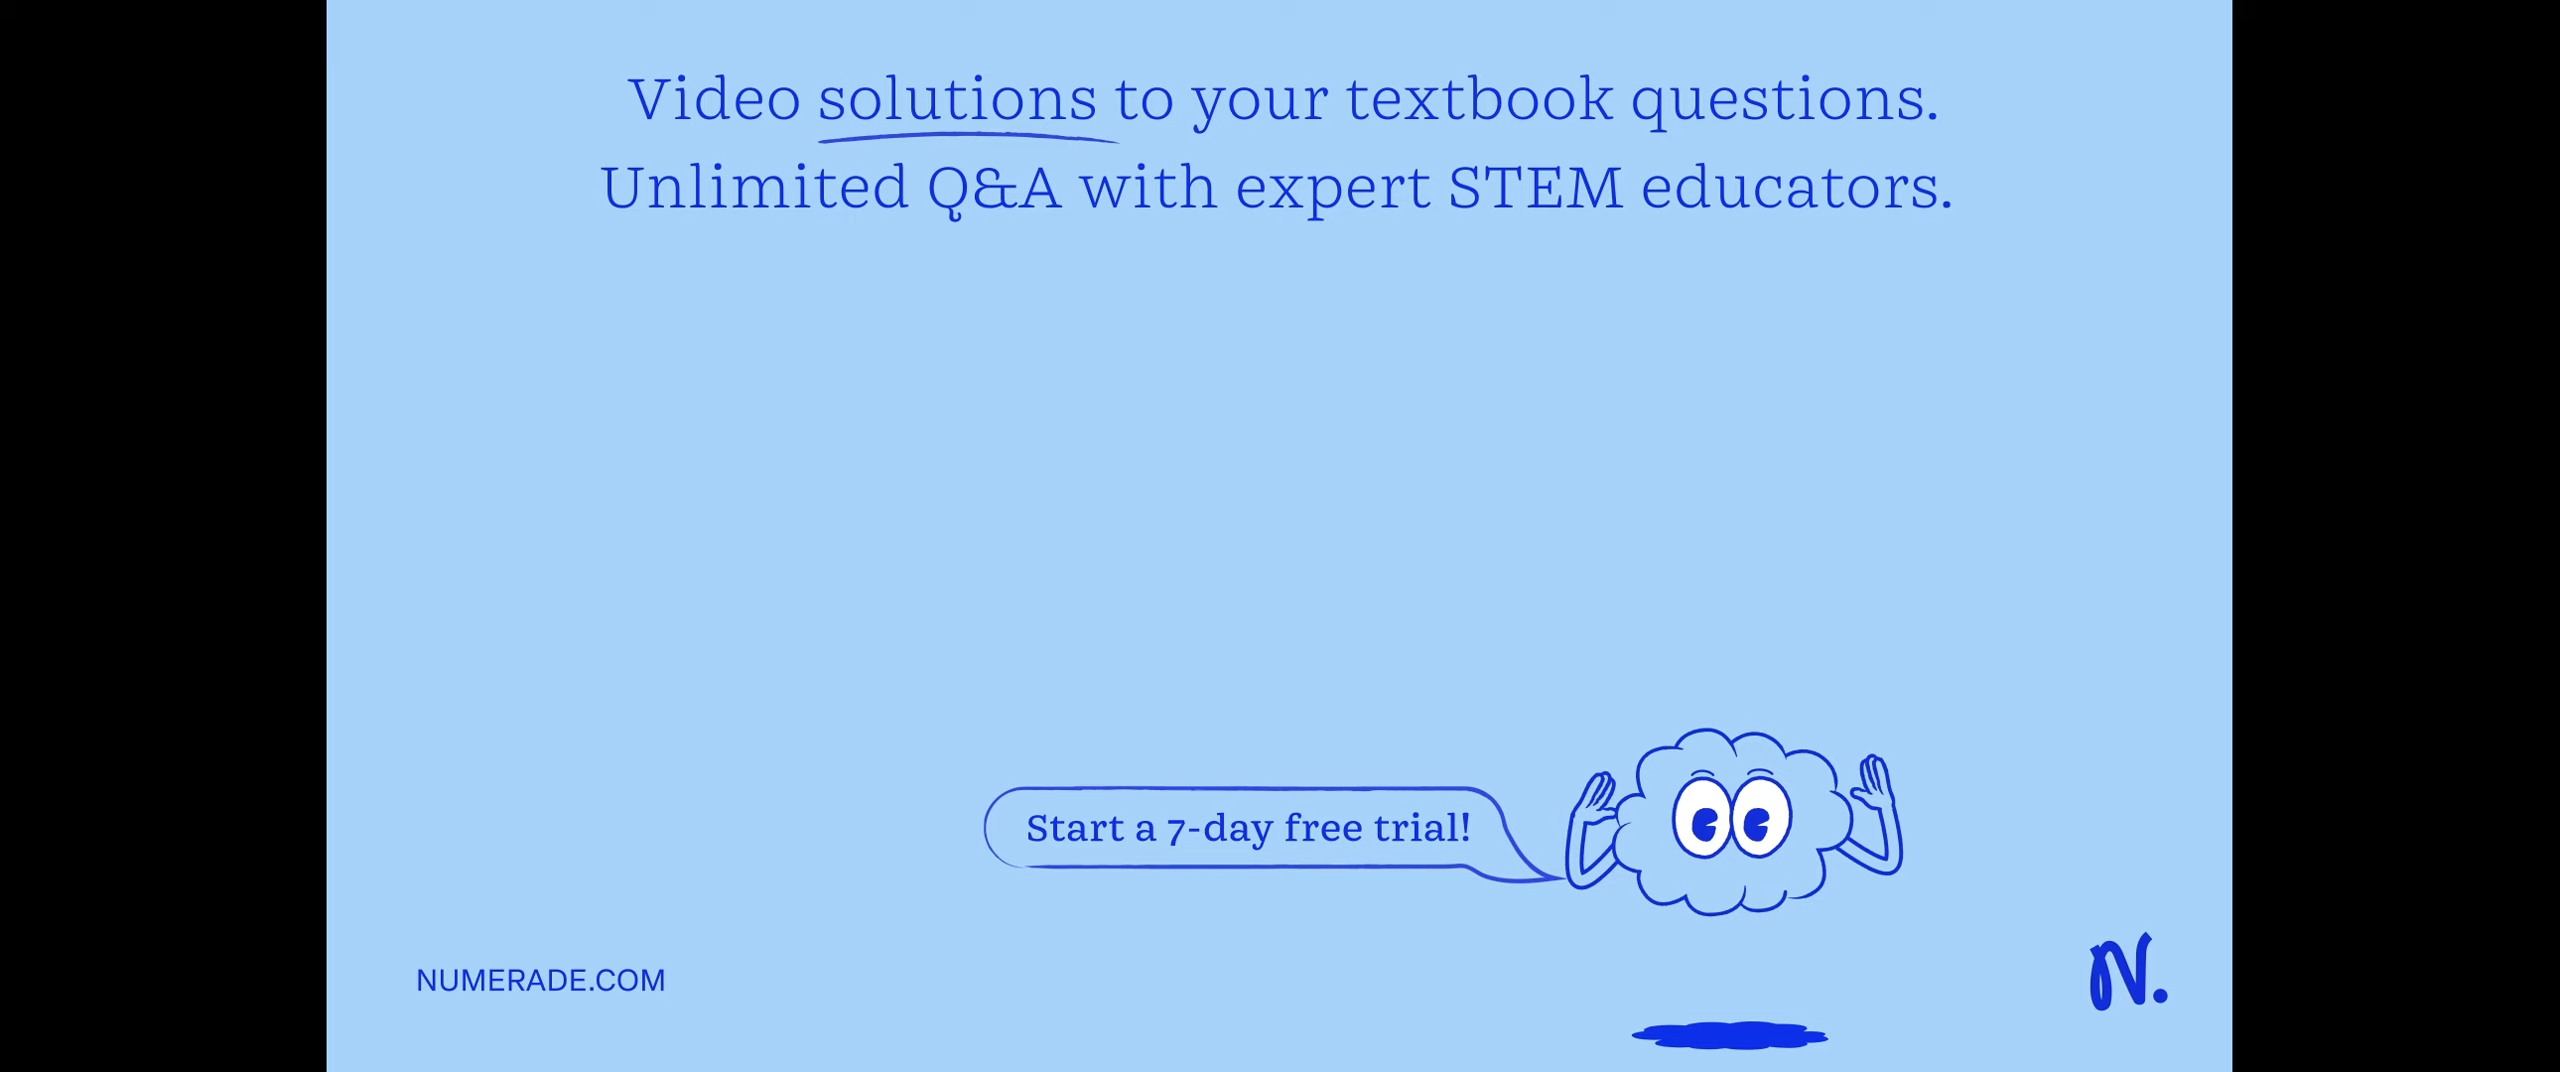 Video solutions to your textbook questions.
Unlimited Q&A with expert STEM educators.
Start a 7-day free trial!
NUMERADE.COM
N.